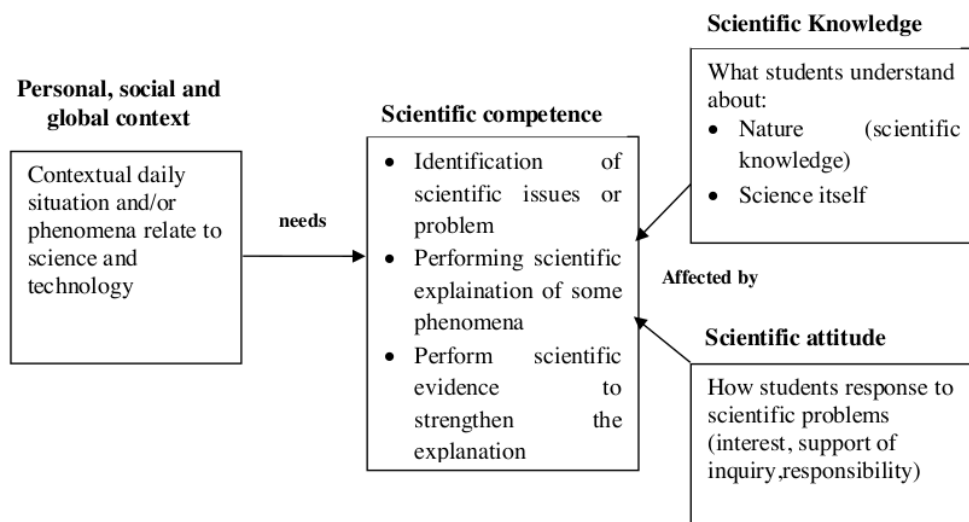 Personal, social and
global context
Contextual daily
situation and/or
phenomena relate to
science and
technology
needs
Scientific competence
• Identification of
scientific issues or
problem
• Performing scientific
explaination of some
phenomena
• Perform scientific
evidence to
strengthen the
explanation
Affected by
Scientific Knowledge
What students understand
about:
• Nature (scientific
knowledge)
• Science itself
Scientific attitude
How students response to
scientific problems
(interest, support of
inquiry,responsibility)